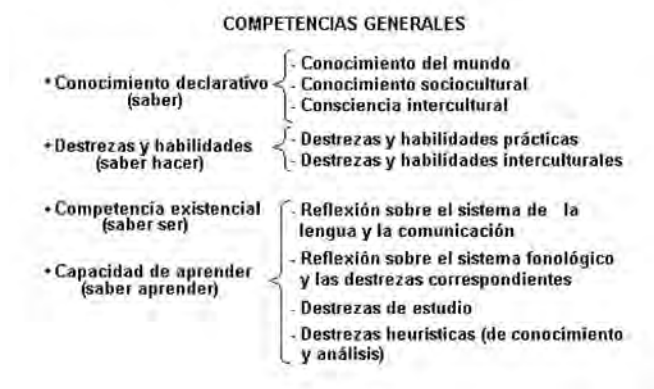 COMPETENCIAS GENERALES
• Conocimiento declarativo
(saber)
- Conocimiento del mundo
- Conocimiento sociocultural
- Consciencia intercultural
• Destrezas y habilidades
(saber hacer)
- Destrezas y habilidades prácticas
- Destrezas y habilidades interculturales
• Competencia existencial
(saber ser)
• Capacidad de aprender
(saber aprender)
- Reflexión sobre el sistema de la
lengua y la comunicación
- Reflexión sobre el sistema fonológico
y las destrezas correspondientes
- Destrezas de estudio
- Destrezas heurísticas (de conocimiento
y análisis)